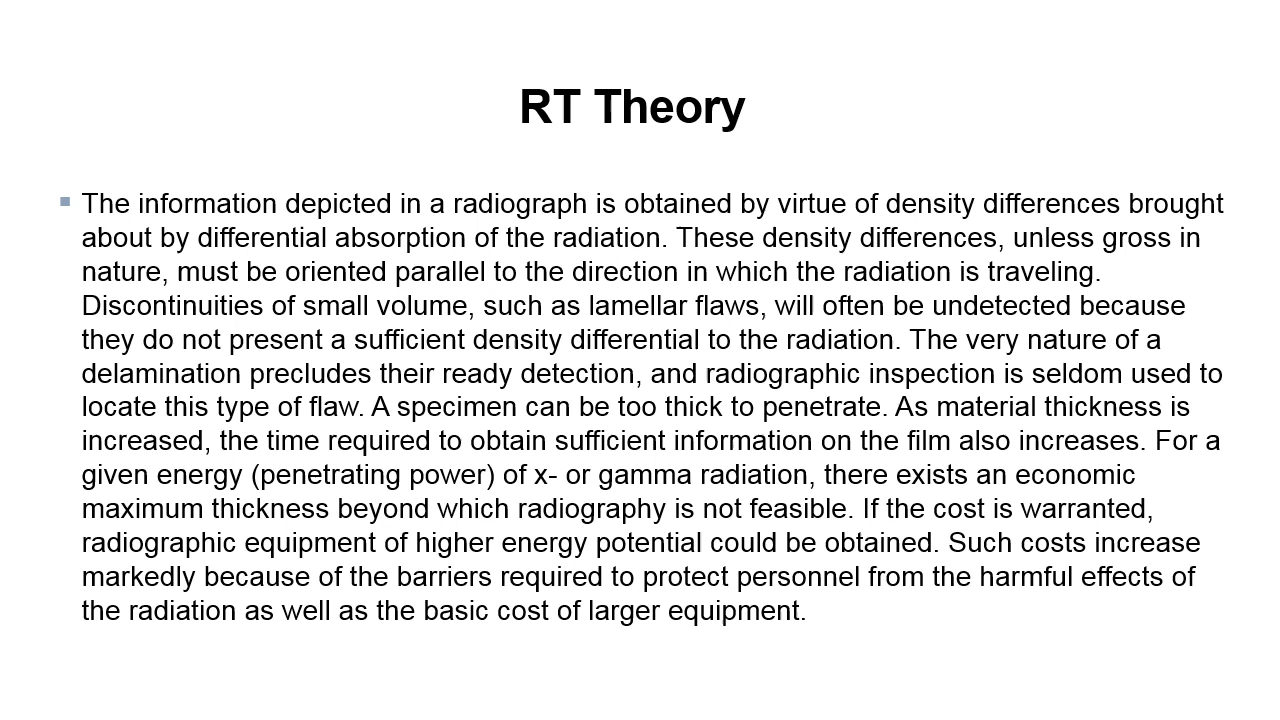 RT Theory
▪ The information depicted in a radiograph is obtained by virtue of density differences brought
about by differential absorption of the radiation. These density differences, unless gross in
nature, must be oriented parallel to the direction in which the radiation is traveling.
Discontinuities of small volume, such as lamellar flaws, will often be undetected because
they do not present a sufficient density differential to the radiation. The very nature of a
delamination precludes their ready detection, and radiographic inspection is seldom used to
locate this type of flaw. A specimen can be too thick to penetrate. As material thickness is
increased, the time required to obtain sufficient information on the film also increases. For a
given energy (penetrating power) of x- or gamma radiation, there exists an economic
maximum thickness beyond which radiography is not feasible. If the cost is warranted,
radiographic equipment of higher energy potential could be obtained. Such costs increase
markedly because of the barriers required to protect personnel from the harmful effects of
the radiation as well as the basic cost of larger equipment.